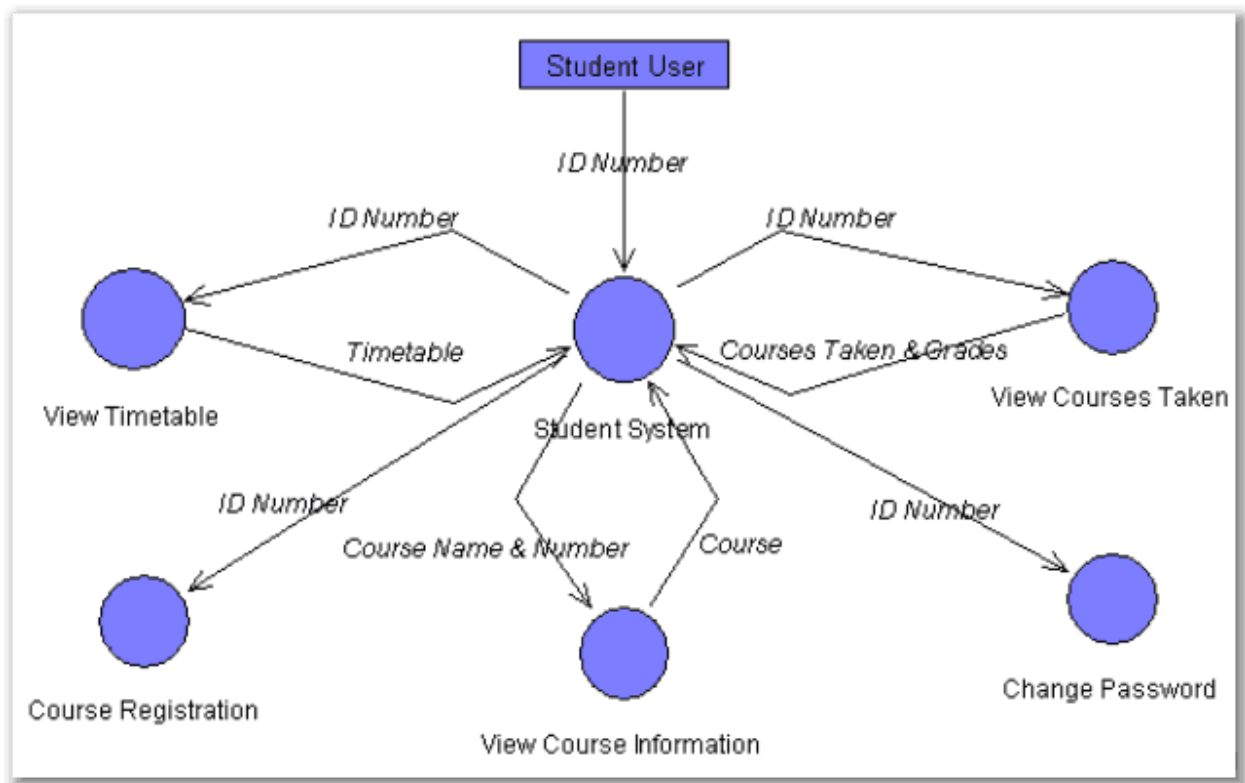 Student User
ID Number
ID Number
ID Number
Timetable
Courses Taken & Grades
View Timetable
Student System
View Courses Taken
ID Number
Course Name & Number
Course
ID Number
Course Registration
View Course Information
Change Password